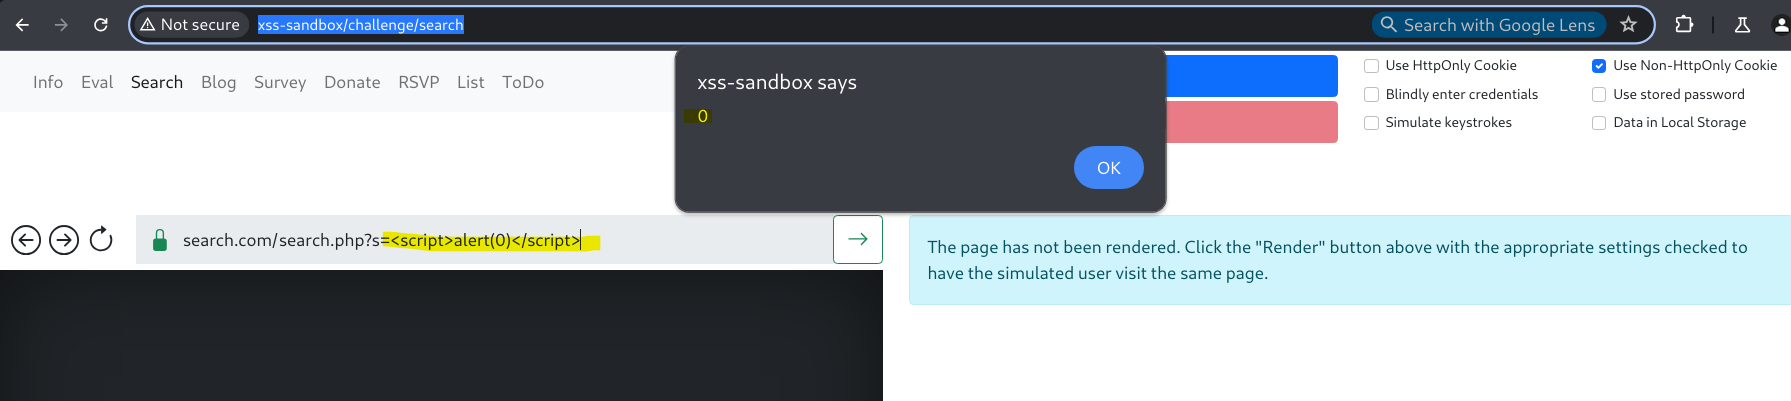 Not secure xss-sandbox/challenge/search Search with Google Lens
Info Eval Search Blog Survey Donate RSVP List ToDo
xss-sandbox says
0
OK
Use HttpOnly Cookie Use Non-HttpOnly Cookie
Blindly enter credentials Use stored password
Simulate keystrokes Data in Local Storage
search.com/search.php?s=<script>alert(0)</script>
The page has not been rendered. Click the "Render" button above with the appropriate settings checked to
have the simulated user visit the same page.